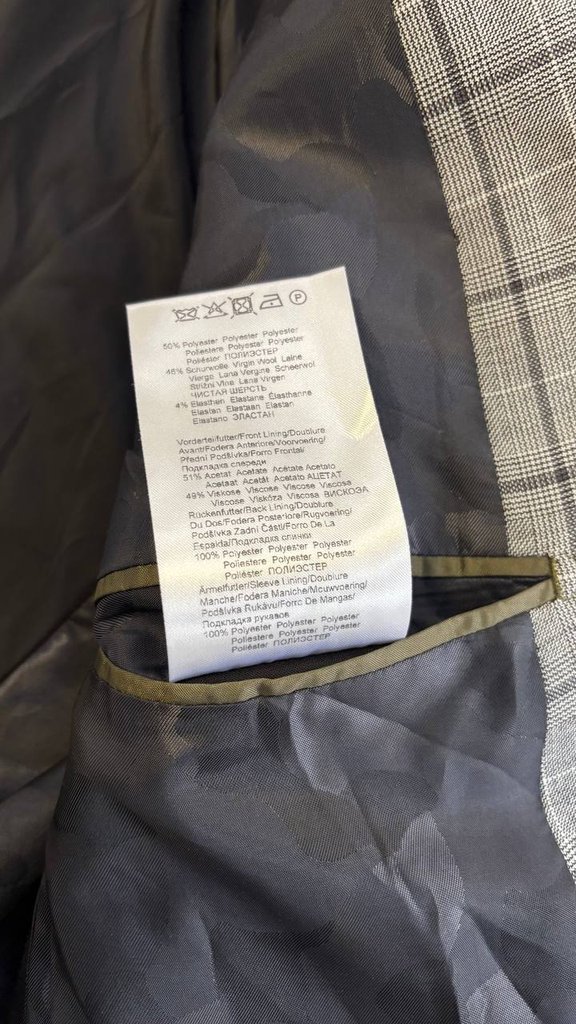 P
50% Polyester Polyester Polyester
Poliestere Polyester Polyester
Poliéster ПОЛИЭСТЕР
46% Schurwolle Virgin Wool Laine
Vierge Lana Vergine Scheerwol
Střižní Vlna Lana Virgen
ЧИСТАЯ ШЕРСТЬ
4% Elasthan Elastane Élasthanne
Elastan Elastaan Elastan
Elastano ЭЛАСТАН
Vorderteilfutter/Front Lining/Doublure
Avant/Fodera Anteriore/Voorvoering/
Přední Podšívka/Forro Frontal/
Подкладка спереди
51% Acetat Acetate Acétate Acetato
Acetaat Acetát Acetato АЦЕТАТ
49% Viskose Viscose Viscose Viscosa
Viscose Viskóza Viscosa ВИСКОЗА
Rückenfutter/Back Lining/Doublure
Du Dos/Fodera Posteriore/Rugvoering/
Podšívka Zadní Části/Forro De La
Espalda/Подкладка спинки
100% Polyester Polyester Polyester
Poliestere Polyester Polyester
Poliéster ПОЛИЭСТЕР
Ärmelfutter/Sleeve Lining/Doublure
Manche/Fodera Maniche/Mouwvoering/
Podšívka Rukávu/Forro De Mangas/
Подкладка рукавов
100% Polyester Polyester Polyester
Poliestere Polyester Polyester
Poliéster ПОЛИЭСТЕР